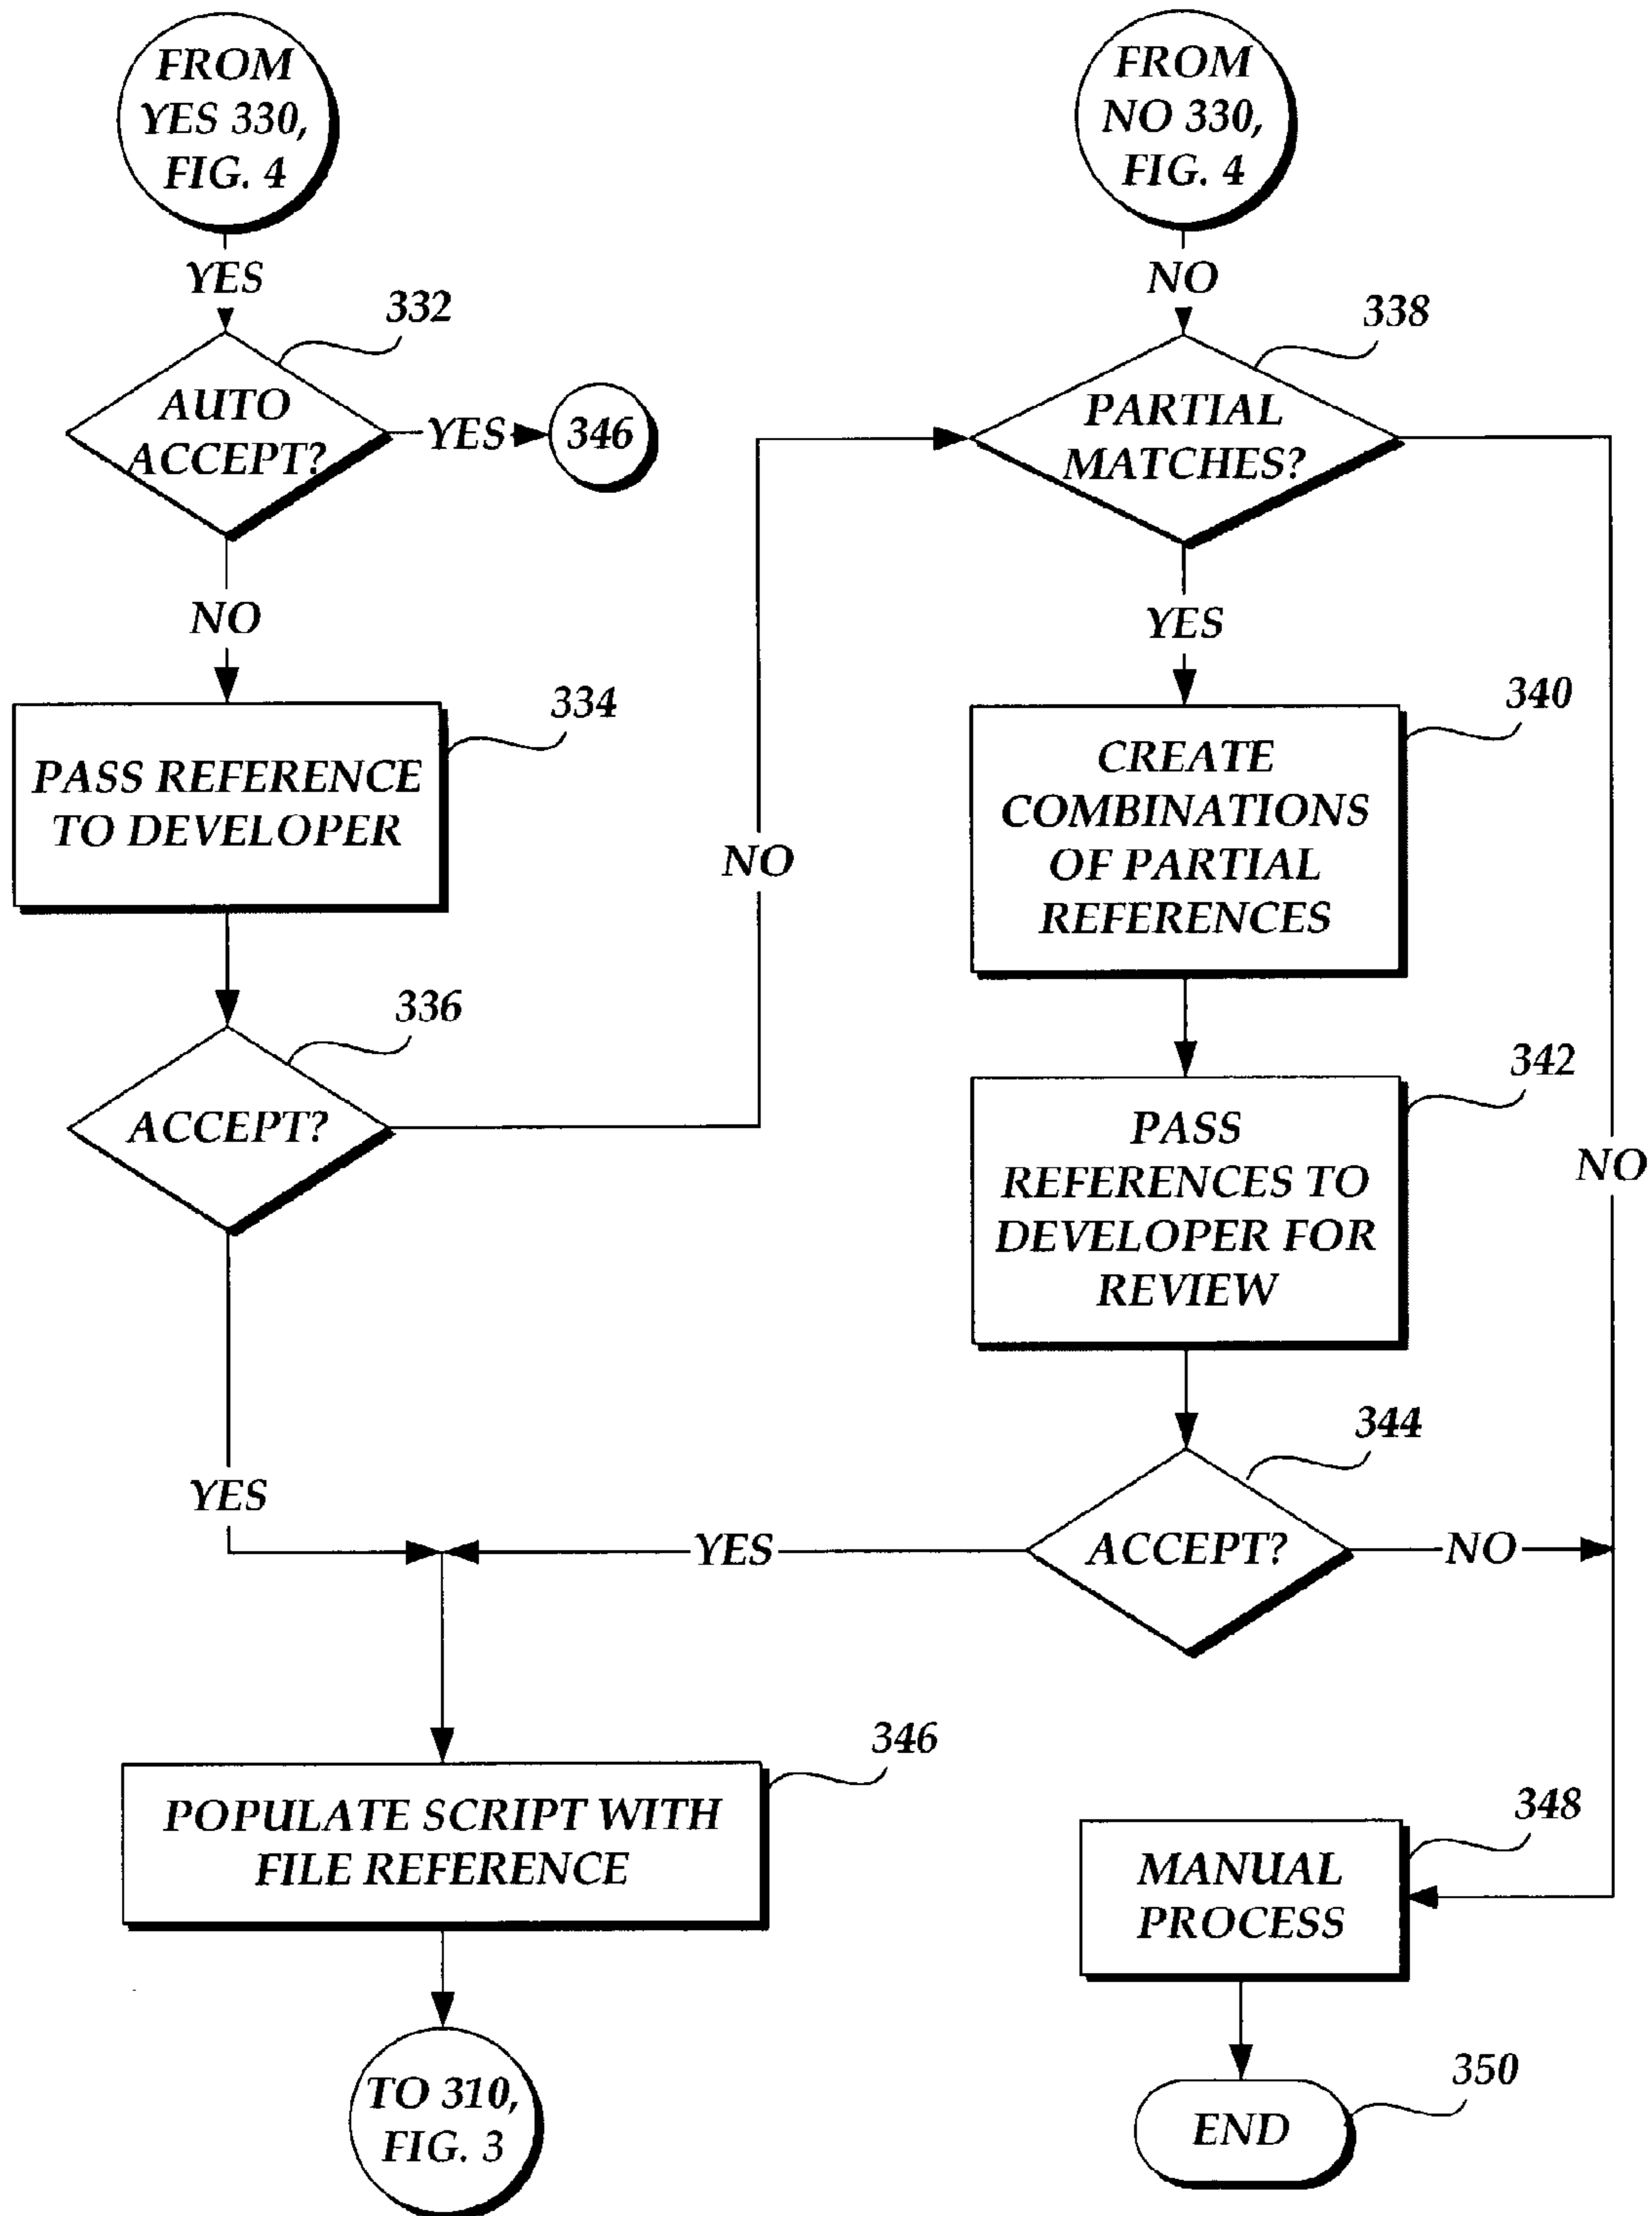 FROM
YES 330,
FIG. 4
YES
332
AUTO
ACCEPT?
YES
346
NO
334
PASS REFERENCE
TO DEVELOPER
336
ACCEPT?
NO
YES
FROM
NO 330,
FIG. 4
NO
338
PARTIAL
MATCHES?
YES
NO
340
CREATE
COMBINATIONS
OF PARTIAL
REFERENCES
342
PASS
REFERENCES TO
DEVELOPER FOR
REVIEW
344
ACCEPT?
YES
NO
346
POPULATE SCRIPT WITH
FILE REFERENCE
TO 310,
FIG. 3
348
MANUAL
PROCESS
350
END